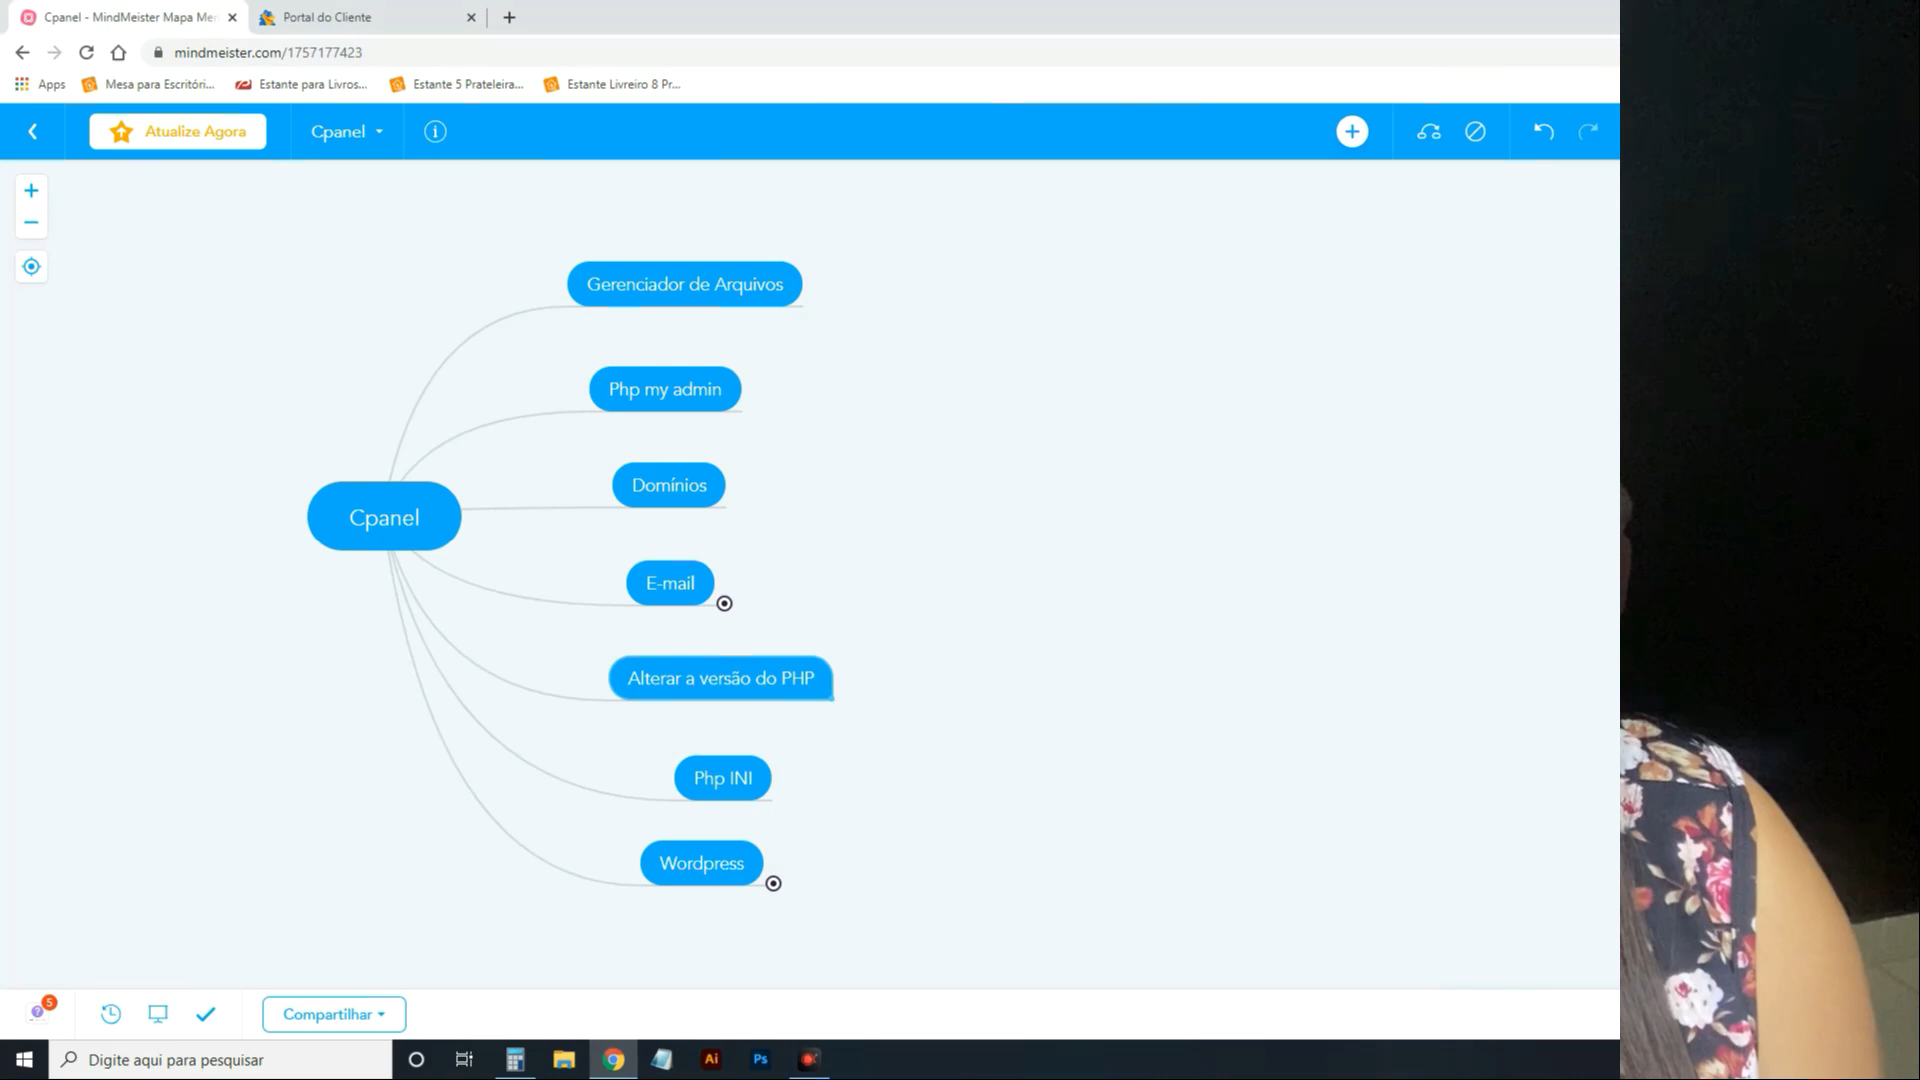 Cpanel - MindMeister Mapa Me
Portal do Cliente
mindmeister.com/1757177423
Apps
Mesa para Escritóri...
Estante para Livros...
Estante 5 Prateleira...
Estante Livreiro 8 Pr...
Atualize Agora
Cpanel
Gerenciador de Arquivos
Php my admin
Domínios
Cpanel
E-mail
Alterar a versão do PHP
Php INI
Wordpress
5
Compartilhar
Digite aqui para pesquisar
Ai
Ps